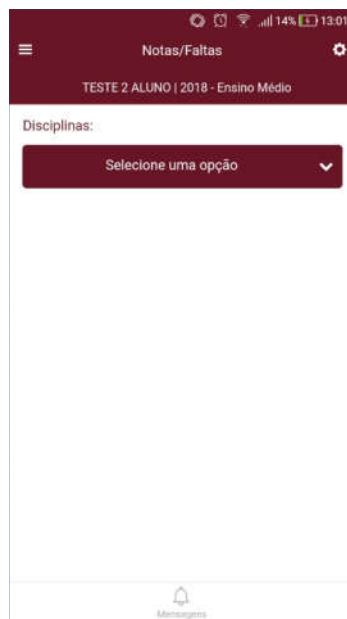 14% 13:01
Notas/Faltas
TESTE 2 ALUNO | 2018 - Ensino Médio
Disciplinas:
Selecione uma opção
Mensagens